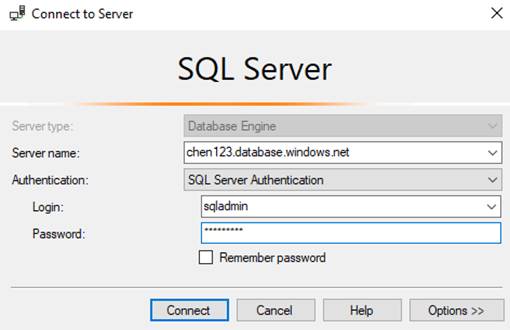 Connect to Server
SQL Server
Server type: Database Engine
Server name: chen123.database.windows.net
Authentication: SQL Server Authentication
Login: sqladmin
Password: *********
Remember password
Connect Cancel Help Options >>